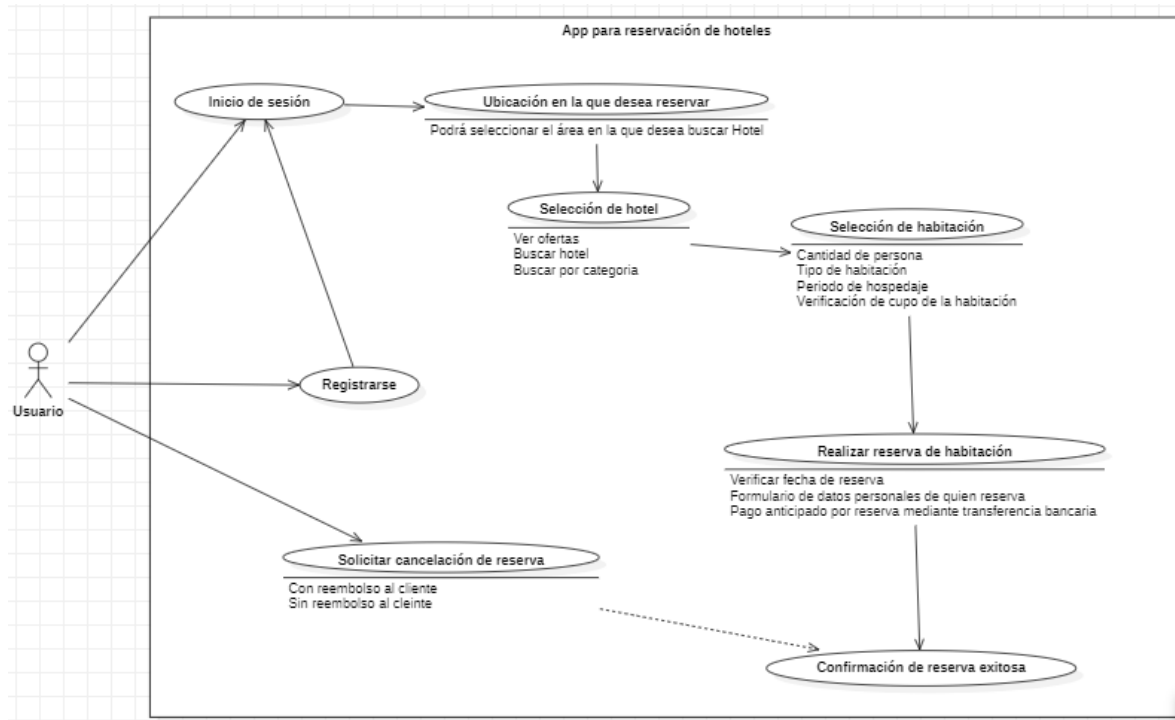 App para reservación de hoteles
Inicio de sesión
Ubicación en la que desea reservar
Podrá seleccionar el área en la que desea buscar Hotel
Selección de hotel
Ver ofertas
Buscar hotel
Buscar por categoria
Selección de habitación
Cantidad de persona
Tipo de habitación
Periodo de hospedaje
Verificación de cupo de la habitación
Usuario
Registrarse
Realizar reserva de habitación
Verificar fecha de reserva
Formulario de datos personales de quien reserva
Pago anticipado por reserva mediante transferencia bancaria
Solicitar cancelación de reserva
Con reembolso al cliente
Sin reembolso al cleinte
Confirmación de reserva exitosa